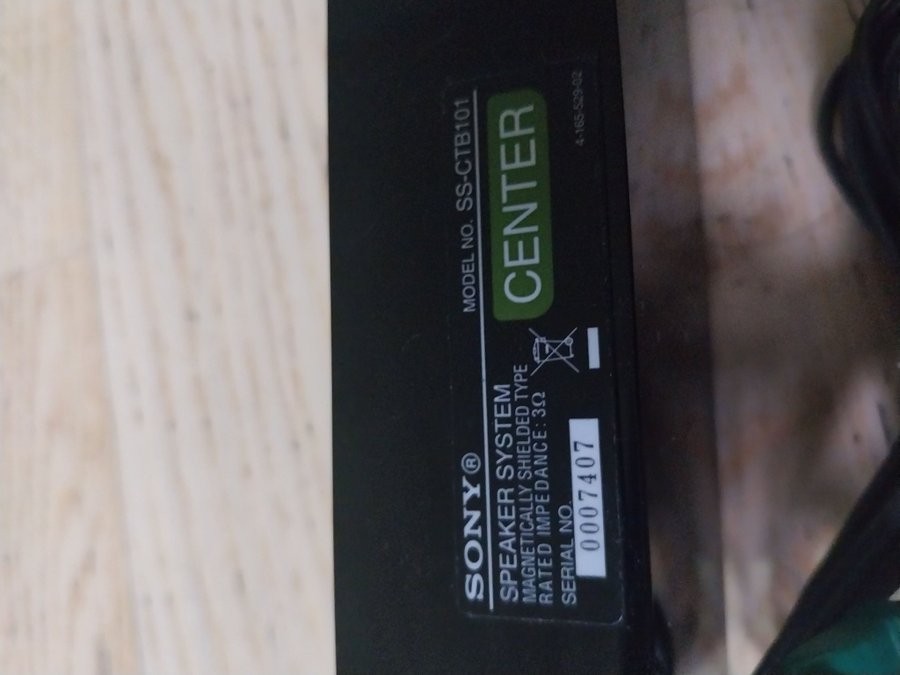 SONY®
MODEL NO. SS-CTB101
SPEAKER SYSTEM
MAGNETICALLY SHIELDED TYPE
RATED IMPEDANCE: 3Ω
SERIAL NO.
0007407
CENTER
4-165-529-02